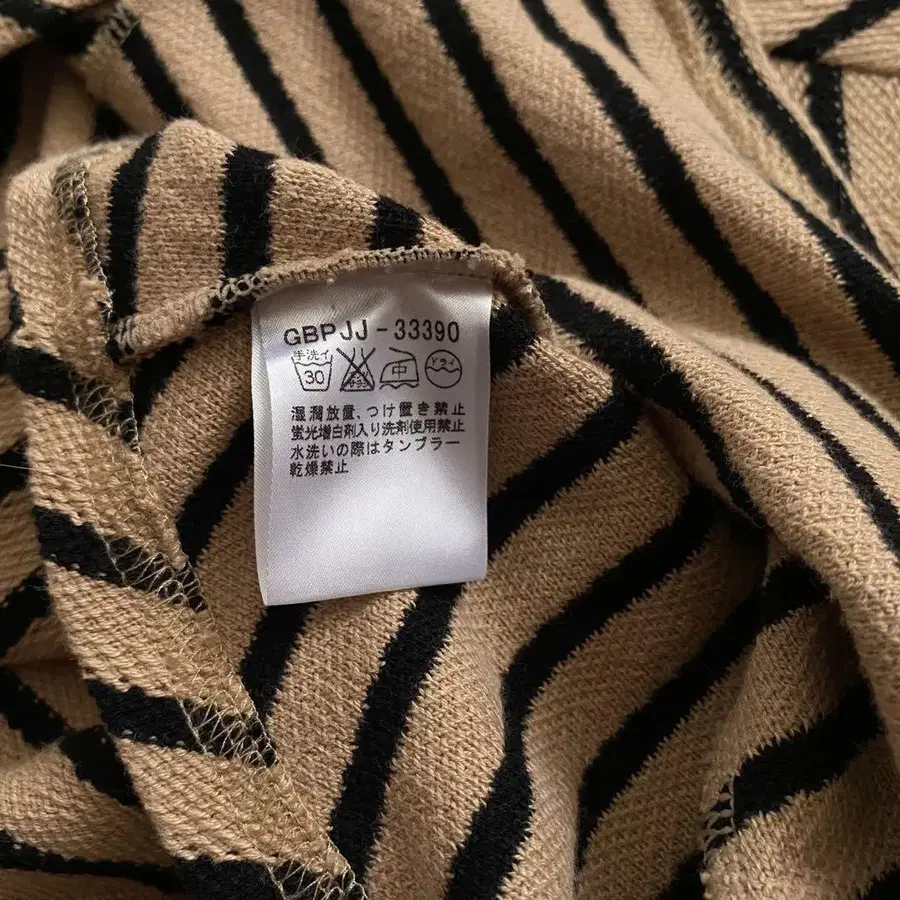 GBPJJ-33390
手洗イ
30 中 ドライ
湿潤放置、つけ置き禁止
蛍光増白剤入り洗剤使用禁止
水洗いの際はタンブラー
乾燥禁止